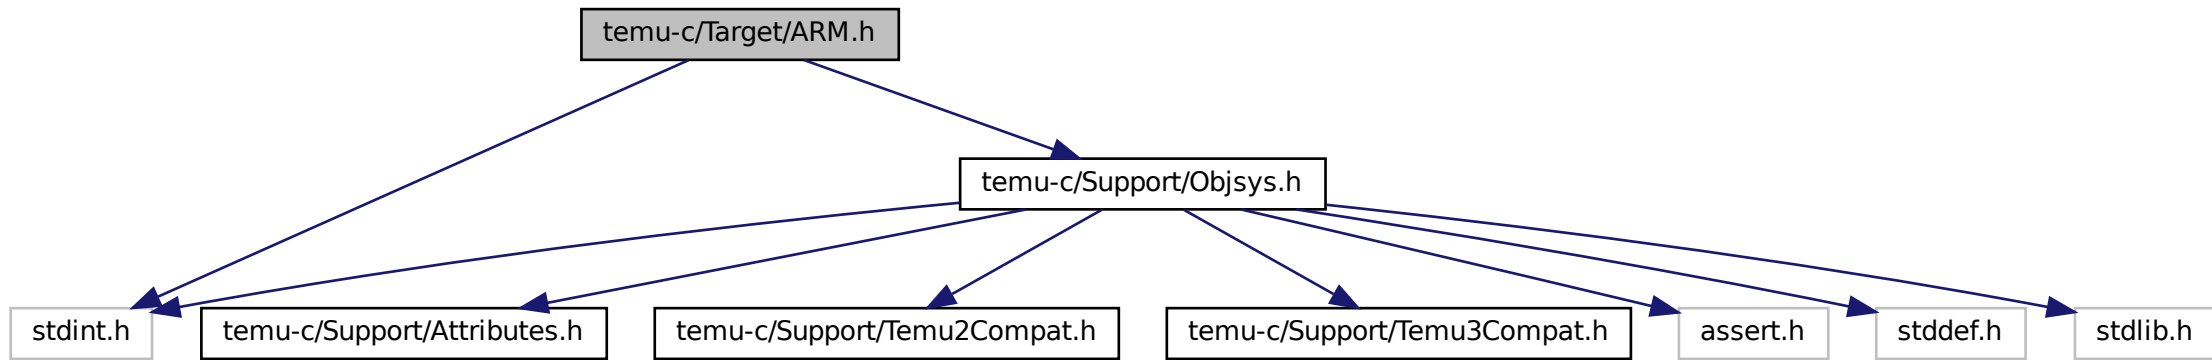 temu-c/Target/ARM.h
temu-c/Support/Objsys.h
stdint.h
temu-c/Support/Attributes.h
temu-c/Support/Temu2Compat.h
temu-c/Support/Temu3Compat.h
assert.h
stddef.h
stdlib.h